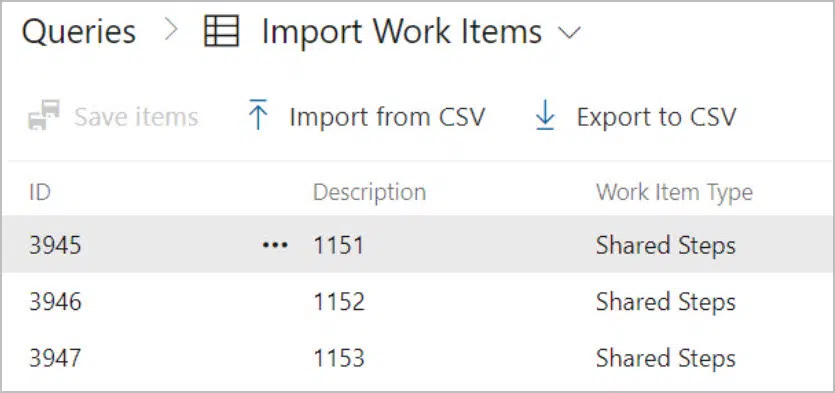 Queries > Import Work Items
Save items Import from CSV Export to CSV
ID Description Work Item Type
3945 ••• 1151 Shared Steps
3946 1152 Shared Steps
3947 1153 Shared Steps